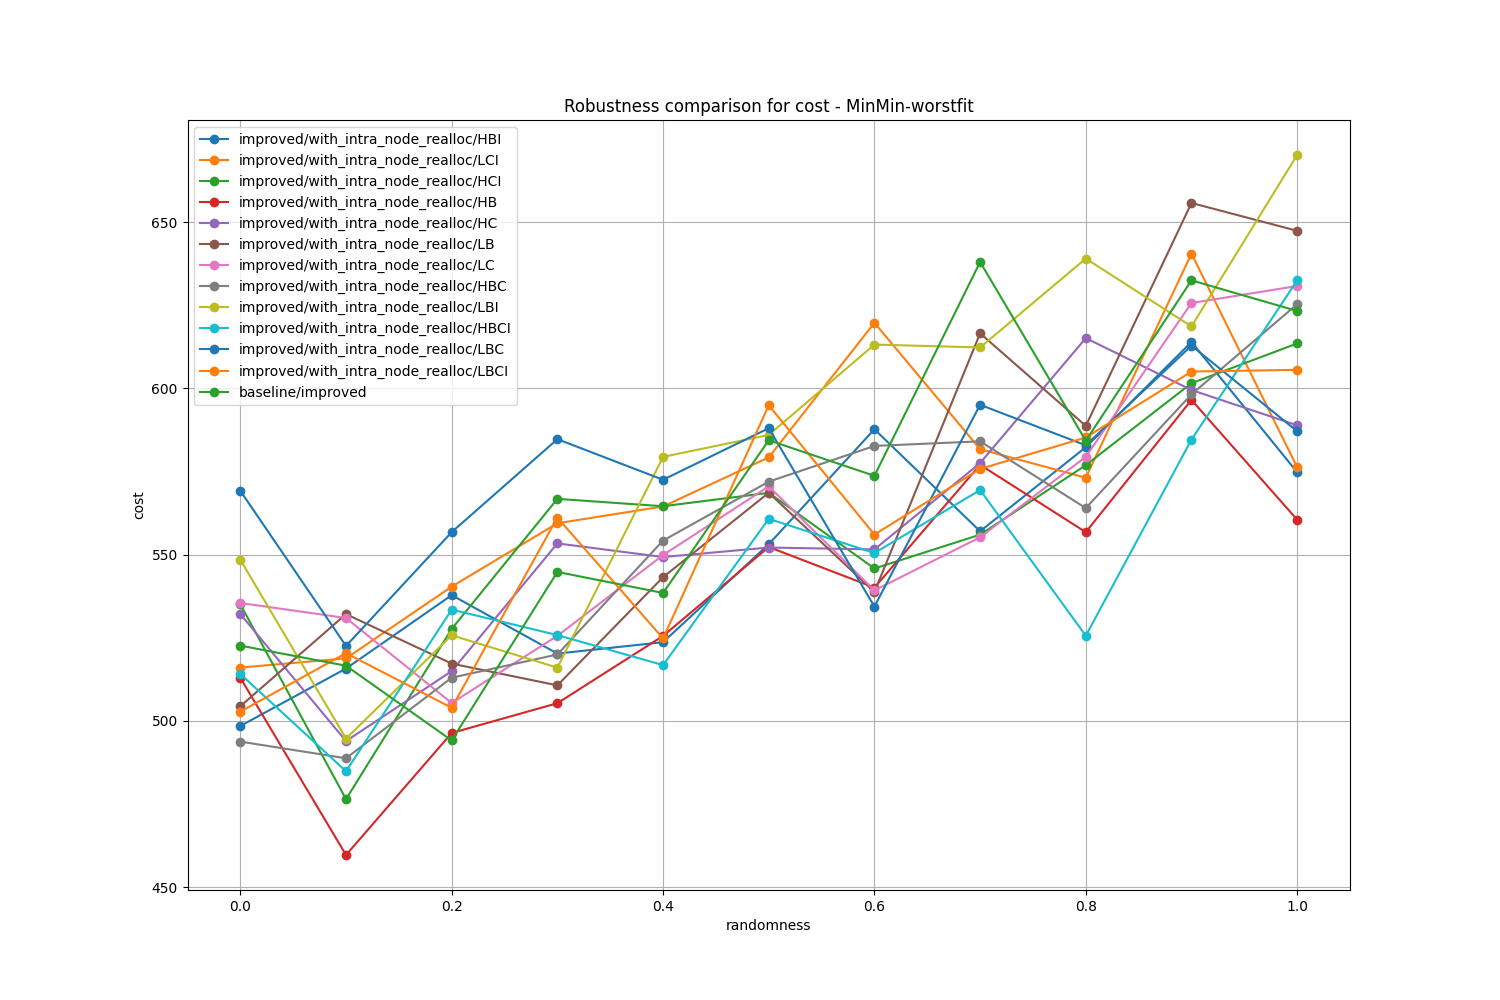 Robustness comparison for cost - MinMin-worstfit
improved/with_intra_node_realloc/HBI
improved/with_intra_node_realloc/LCI
improved/with_intra_node_realloc/HCI
improved/with_intra_node_realloc/HB
improved/with_intra_node_realloc/HC
improved/with_intra_node_realloc/LB
improved/with_intra_node_realloc/LC
improved/with_intra_node_realloc/HBC
improved/with_intra_node_realloc/LBI
improved/with_intra_node_realloc/HBCI
improved/with_intra_node_realloc/LBC
improved/with_intra_node_realloc/LBCI
baseline/improved
650
600
550
500
450
cost
0.0 0.2 0.4 0.6 0.8 1.0
randomness